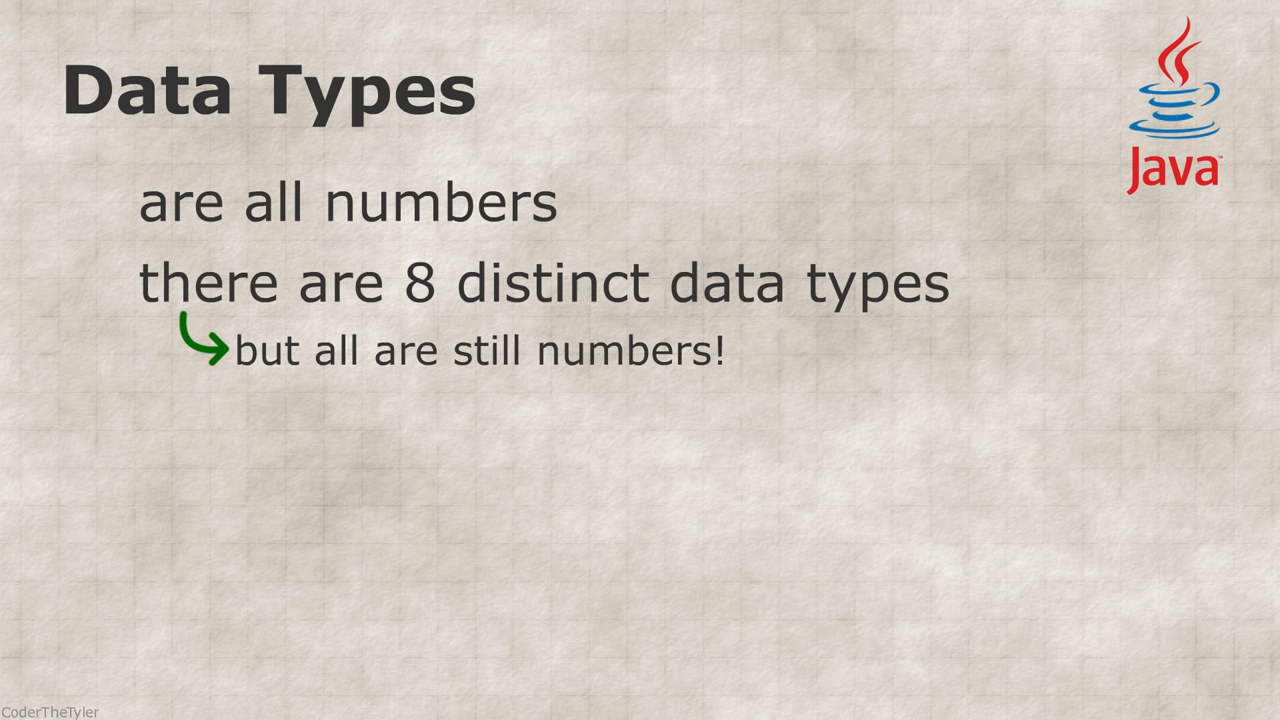 Data Types
Java
are all numbers
there are 8 distinct data types
but all are still numbers!
CoderTheTyler